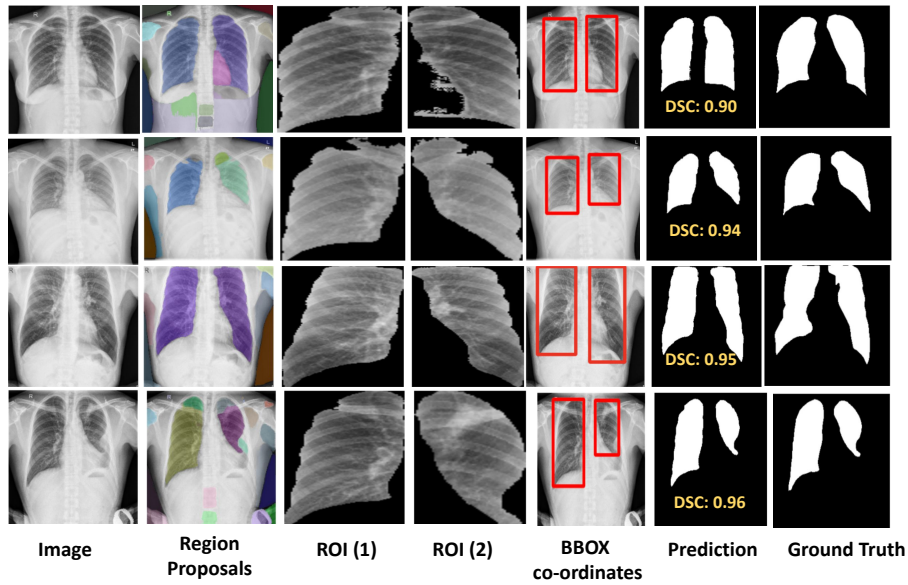 DSC: 0.90
DSC: 0.94
DSC: 0.95
DSC: 0.96
Image
Region
Proposals
ROI (1)
ROI (2)
BBOX
co-ordinates
Prediction
Ground Truth